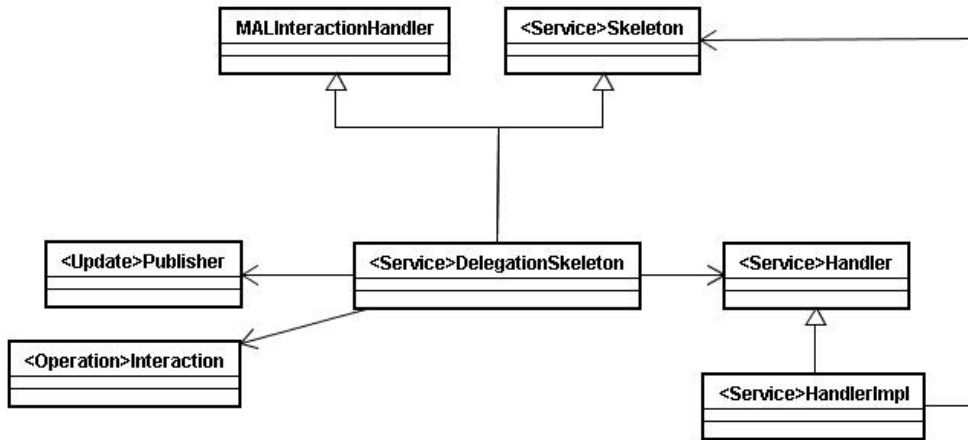 MALInteractionHandler
<Service>Skeleton
<Update>Publisher
<Service>DelegationSkeleton
<Service>Handler
<Operation>Interaction
<Service>HandlerImpl